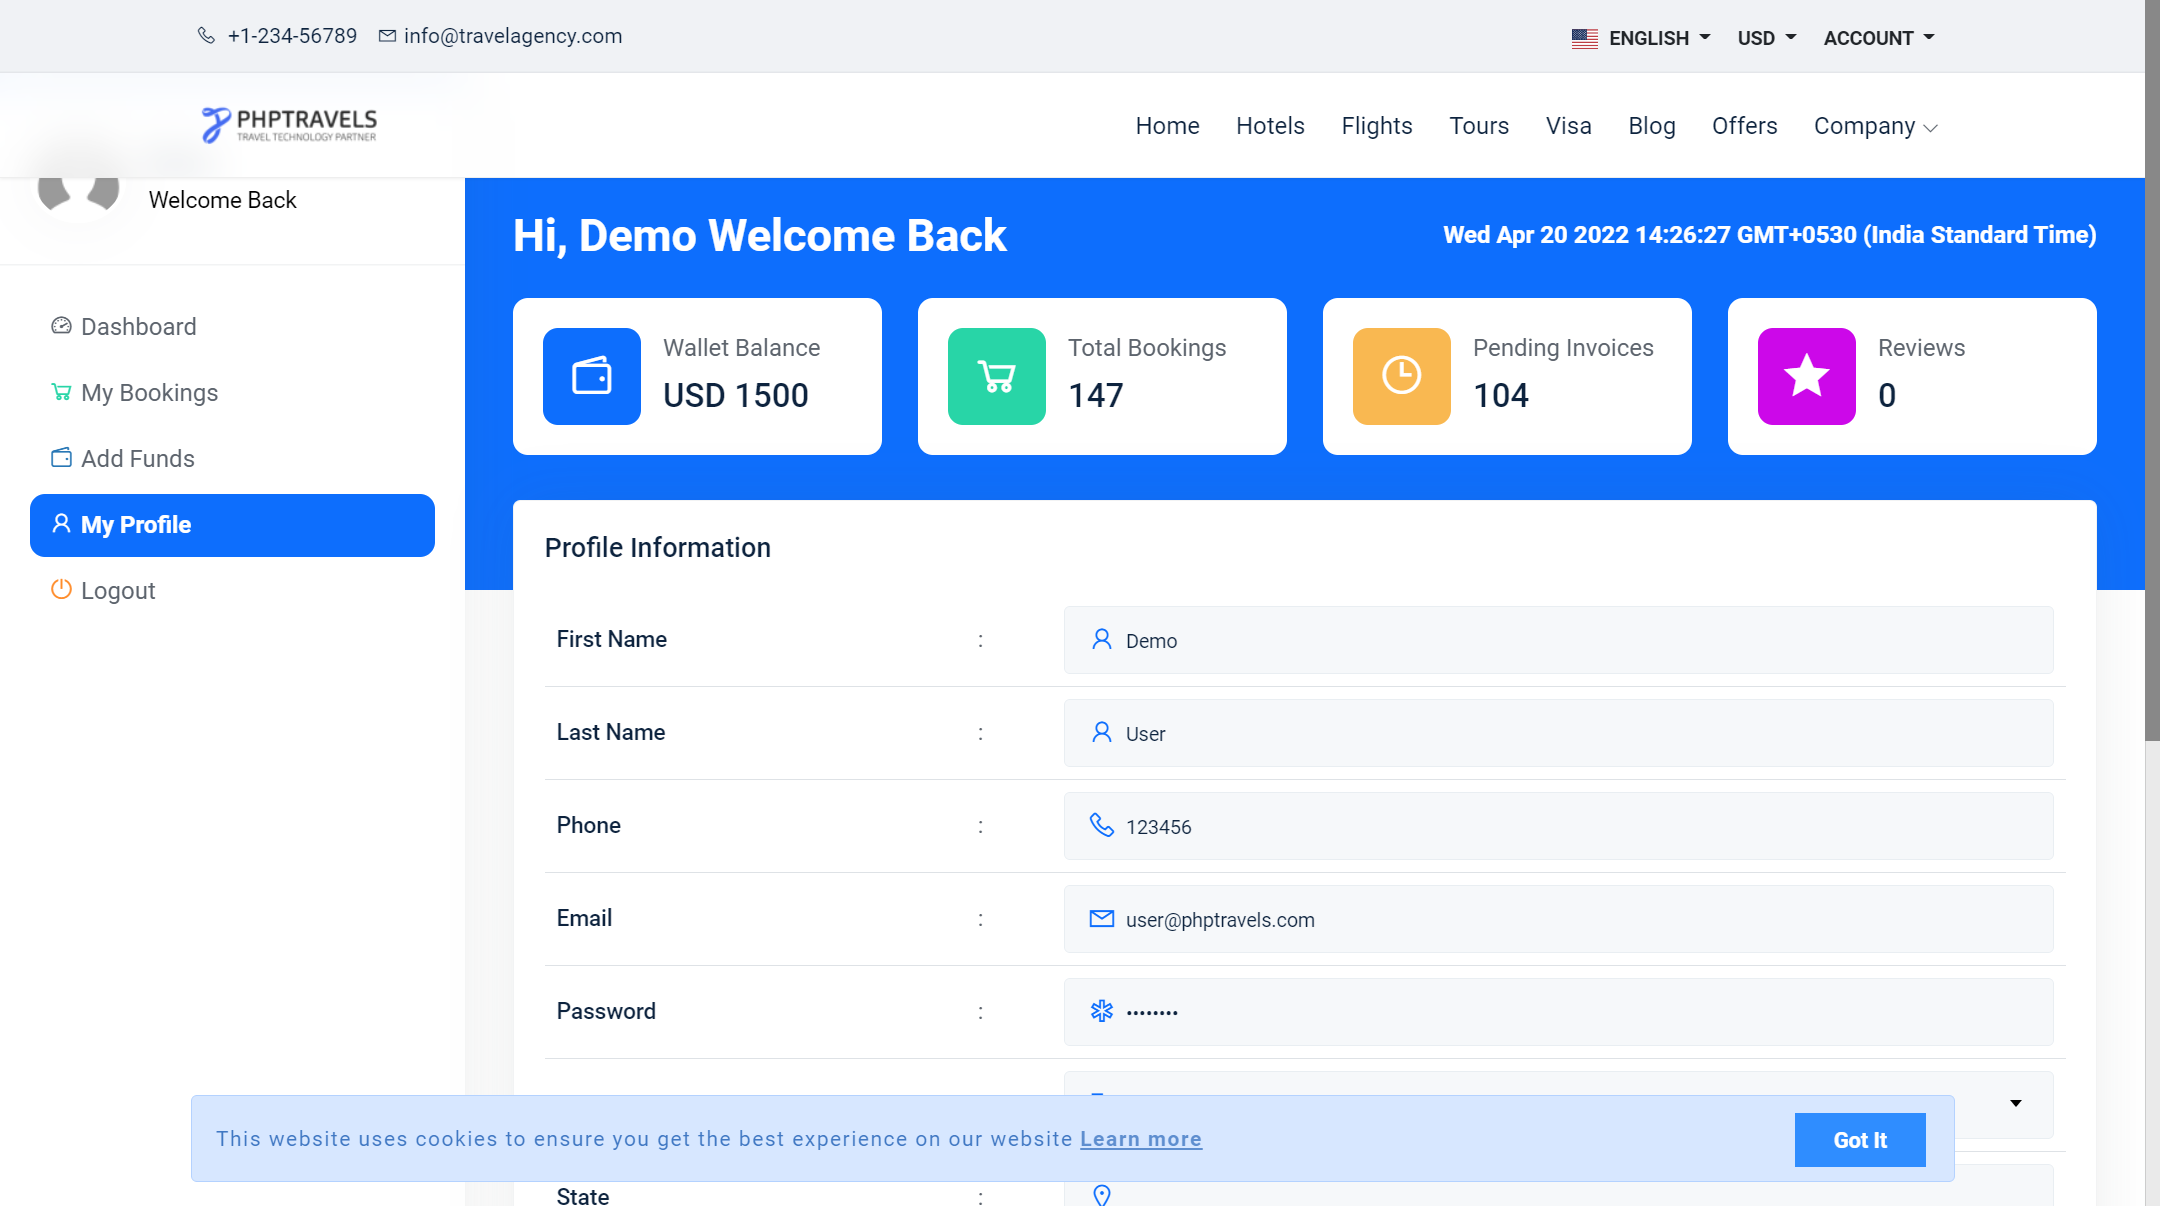 +1-234-56789 info@travelagency.com ENGLISH USD ACCOUNT
PHPTRAVELS
TRAVEL TECHNOLOGY PARTNER
Home Hotels Flights Tours Visa Blog Offers Company
Welcome Back
Dashboard
My Bookings
Add Funds
My Profile
Logout
Hi, Demo Welcome Back
Wed Apr 20 2022 14:26:27 GMT+0530 (India Standard Time)
Wallet Balance
USD 1500
Total Bookings
147
Pending Invoices
104
Reviews
0
Profile Information
First Name : Demo
Last Name : User
Phone : 123456
Email : user@phptravels.com
Password : ••••••••
This website uses cookies to ensure you get the best experience on our website Learn more
Got It
State :